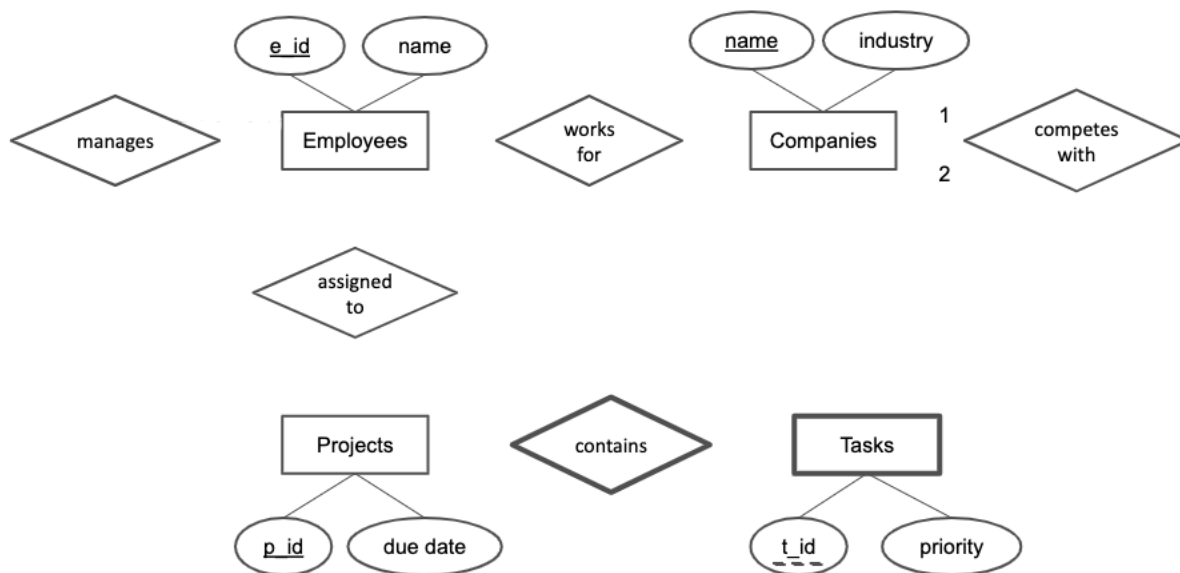 e_id
name
name
industry
manages
Employees
works
for
Companies
1
2
competes
with
assigned
to
Projects
contains
Tasks
p_id
due date
t_id
priority